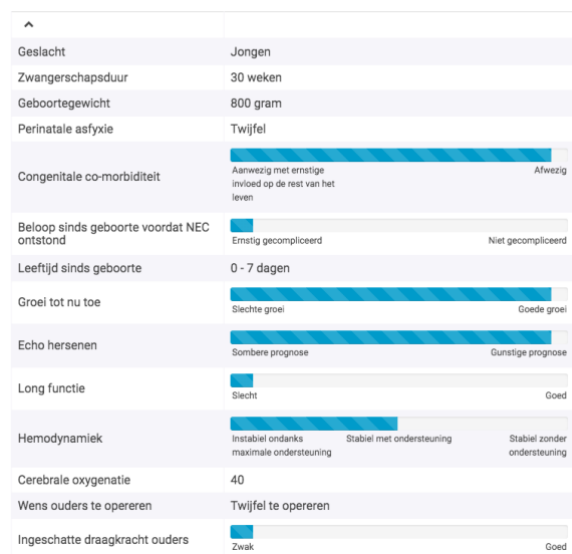 Geslacht Jongen
Zwangerschapsduur 30 weken
Geboortegewicht 800 gram
Perinatale asfyxie Twijfel
Congenitale co-morbiditeit
Aanwezig met ernstige Afwezig
invloed op de rest van het
leven
Beloop sinds geboorte voordat NEC
ontstond
Ernstig gecompliceerd Niet gecompliceerd
Leeftijd sinds geboorte 0 - 7 dagen
Groei tot nu toe
Slechte groei Goede groei
Echo hersenen
Sombere prognose Gunstige prognose
Long functie
Slecht Goed
Hemodynamiek
Instabiel ondanks Stabiel met ondersteuning Stabiel zonder
maximale ondersteuning ondersteuning
Cerebrale oxygenatie 40
Wens ouders te opereren Twijfel te opereren
Ingeschatte draagkracht ouders
Zwak Goed